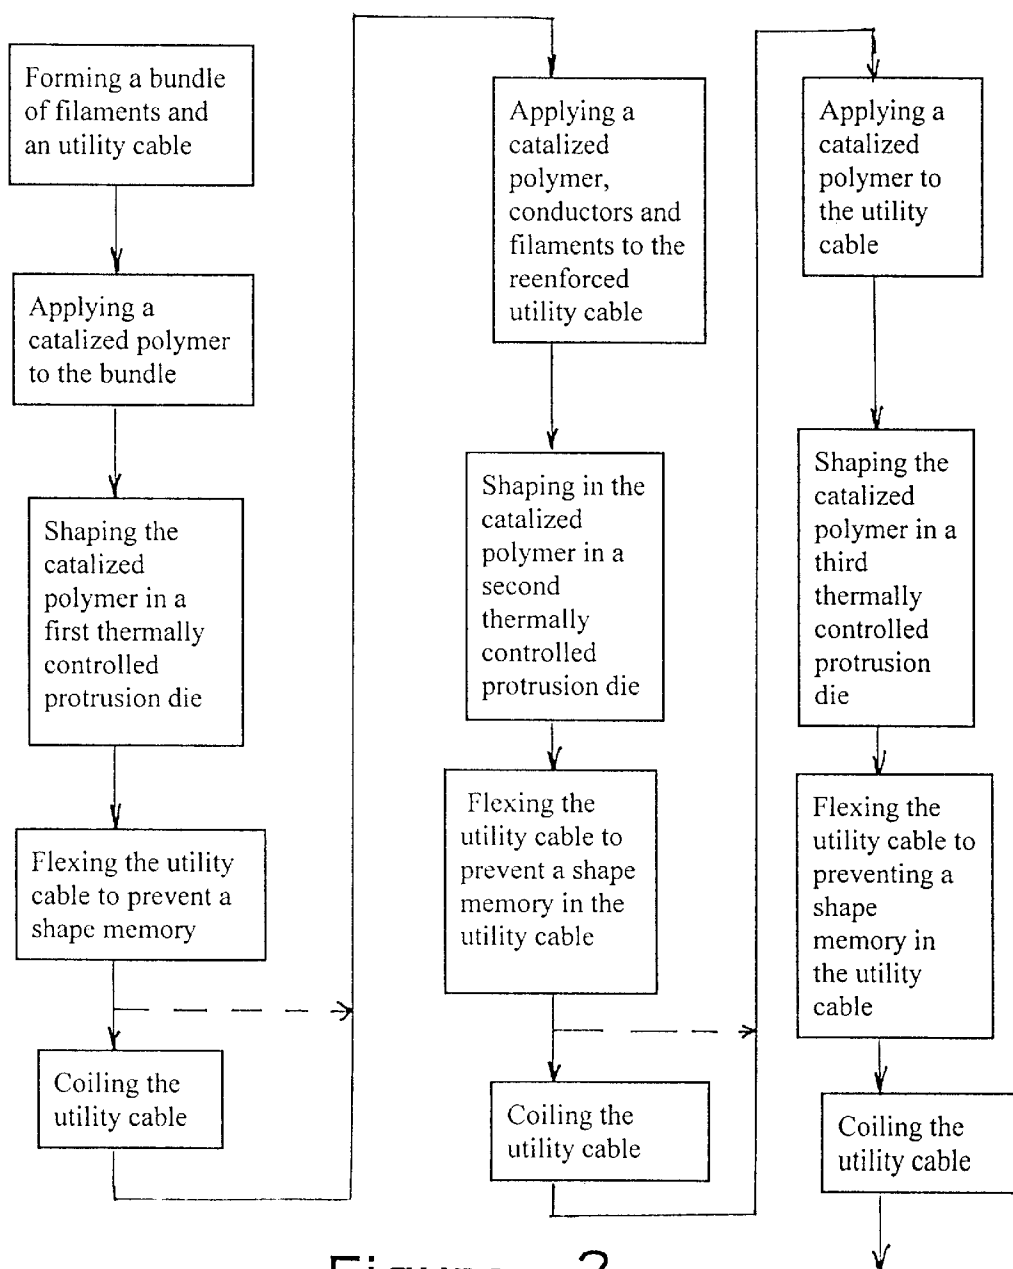 Forming a bundle
of filaments and
an utility cable
Applying a
catalized polymer
to the bundle
Shaping the
catalized
polymer in a
first thermally
controlled
protrusion die
Flexing the utility
cable to prevent a
shape memory
Coiling the
utility cable
Applying a
catalized
polymer,
conductors and
filaments to the
reenforced
utility cable
Shaping in the
catalized
polymer in a
second
thermally
controlled
protrusion die
Flexing the
utility cable to
prevent a shape
memory in the
utility cable
Coiling the
utility cable
Applying a
catalized
polymer to
the utility
cable
Shaping the
catalized
polymer in a
third
thermally
controlled
protrusion
die
Flexing the
utility cable to
preventing a
shape
memory in
the utility
cable
Coiling the
utility cable